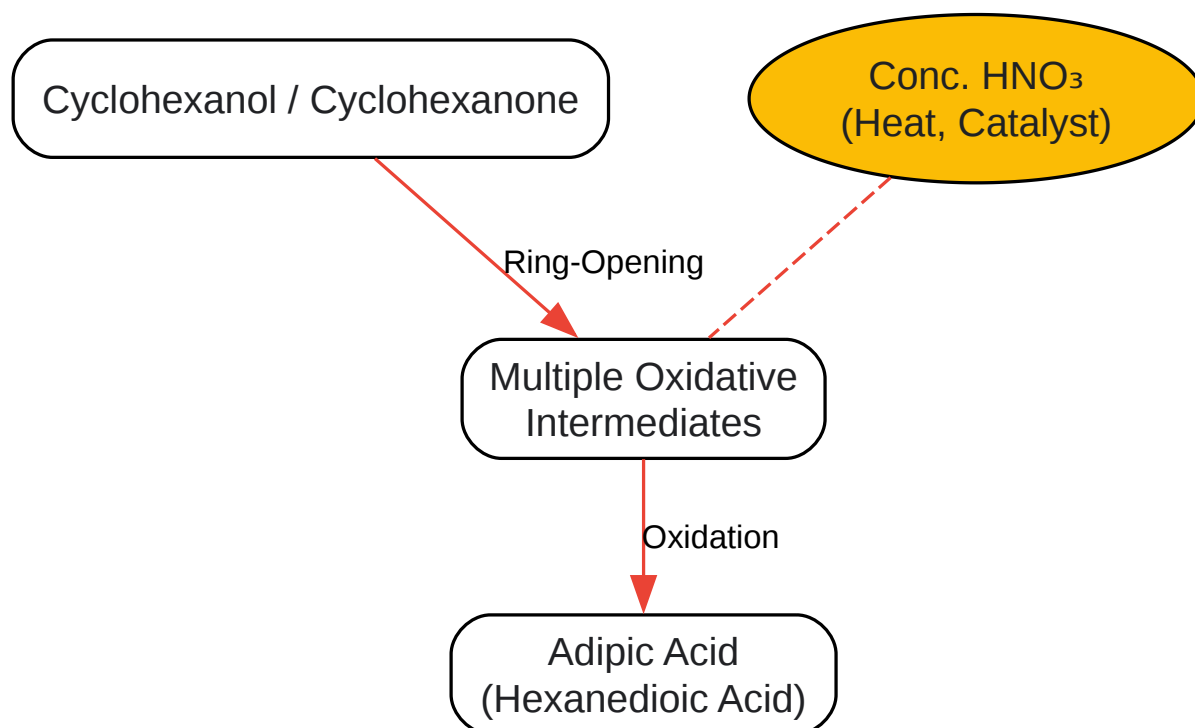 Cyclohexanol / Cyclohexanone
Conc. HNO₃
(Heat, Catalyst)
Ring-Opening
Multiple Oxidative
Intermediates
Oxidation
Adipic Acid
(Hexanedioic Acid)